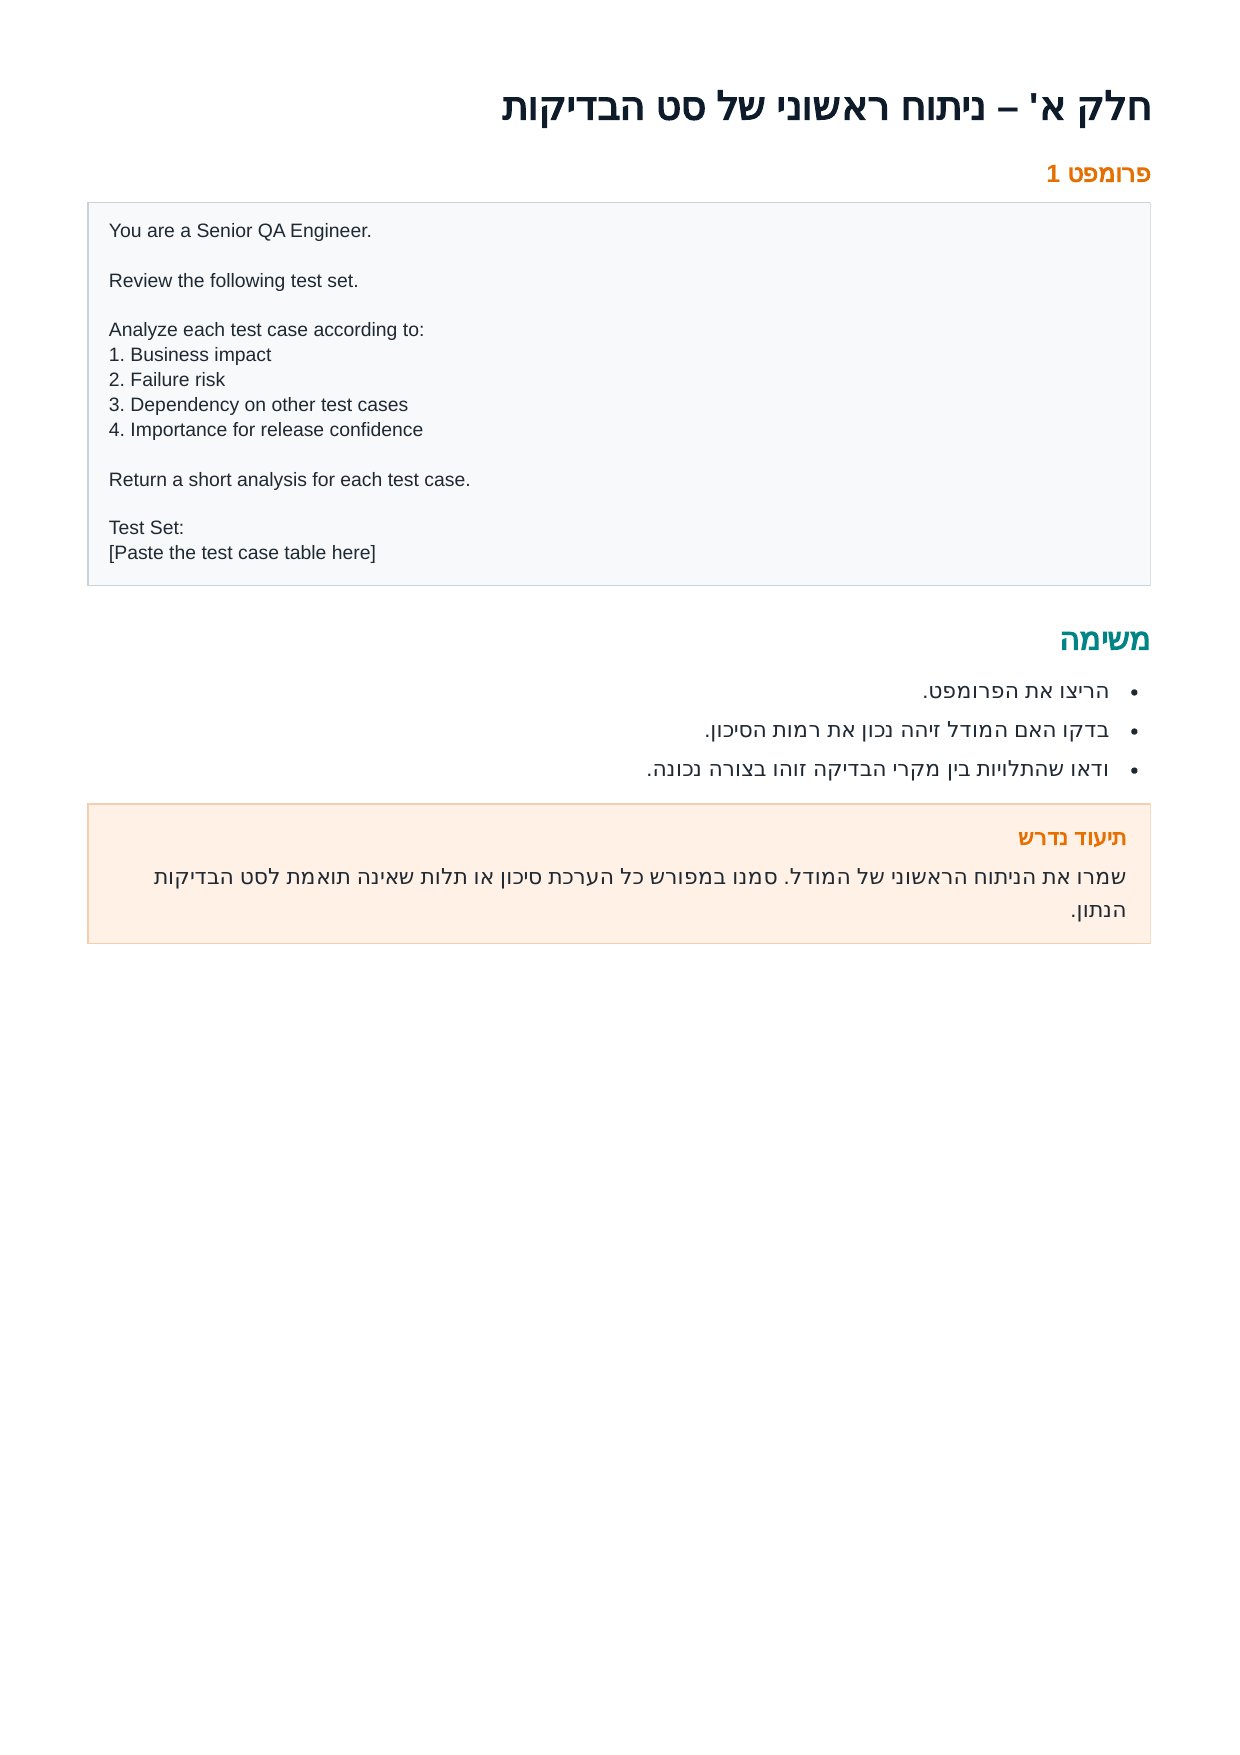 חלק א' – ניתוח ראשוני של סט הבדיקות
פרומפט 1
You are a Senior QA Engineer.
Review the following test set.
Analyze each test case according to:
1. Business impact
2. Failure risk
3. Dependency on other test cases
4. Importance for release confidence
Return a short analysis for each test case.
Test Set:
[Paste the test case table here]
משימה
• הריצו את הפרומפט.
• בדקו האם המודל זיהה נכון את רמות הסיכון.
• ודאו שהתלויות בין מקרי הבדיקה זוהו בצורה נכונה.
תיעוד נדרש
שמרו את הניתוח הראשוני של המודל. סמנו במפורש כל הערכת סיכון או תלות שאינה תואמת לסט הבדיקות
הנתון.